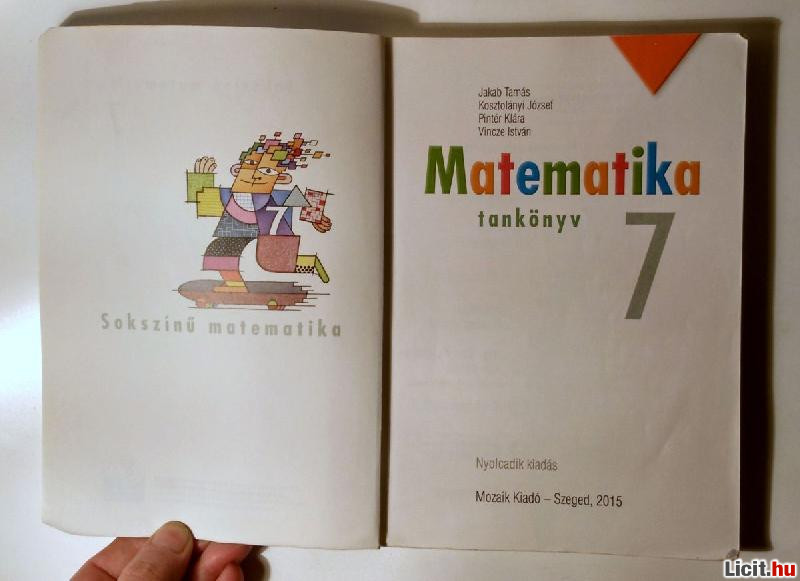 7
Sokszínű matematika
Jakab Tamás
Kosztolányi József
Pintér Klára
Vincze István
Matematika
tankönyv
7
Nyolcadik kiadás
Mozaik Kiadó – Szeged, 2015
Licit.hu